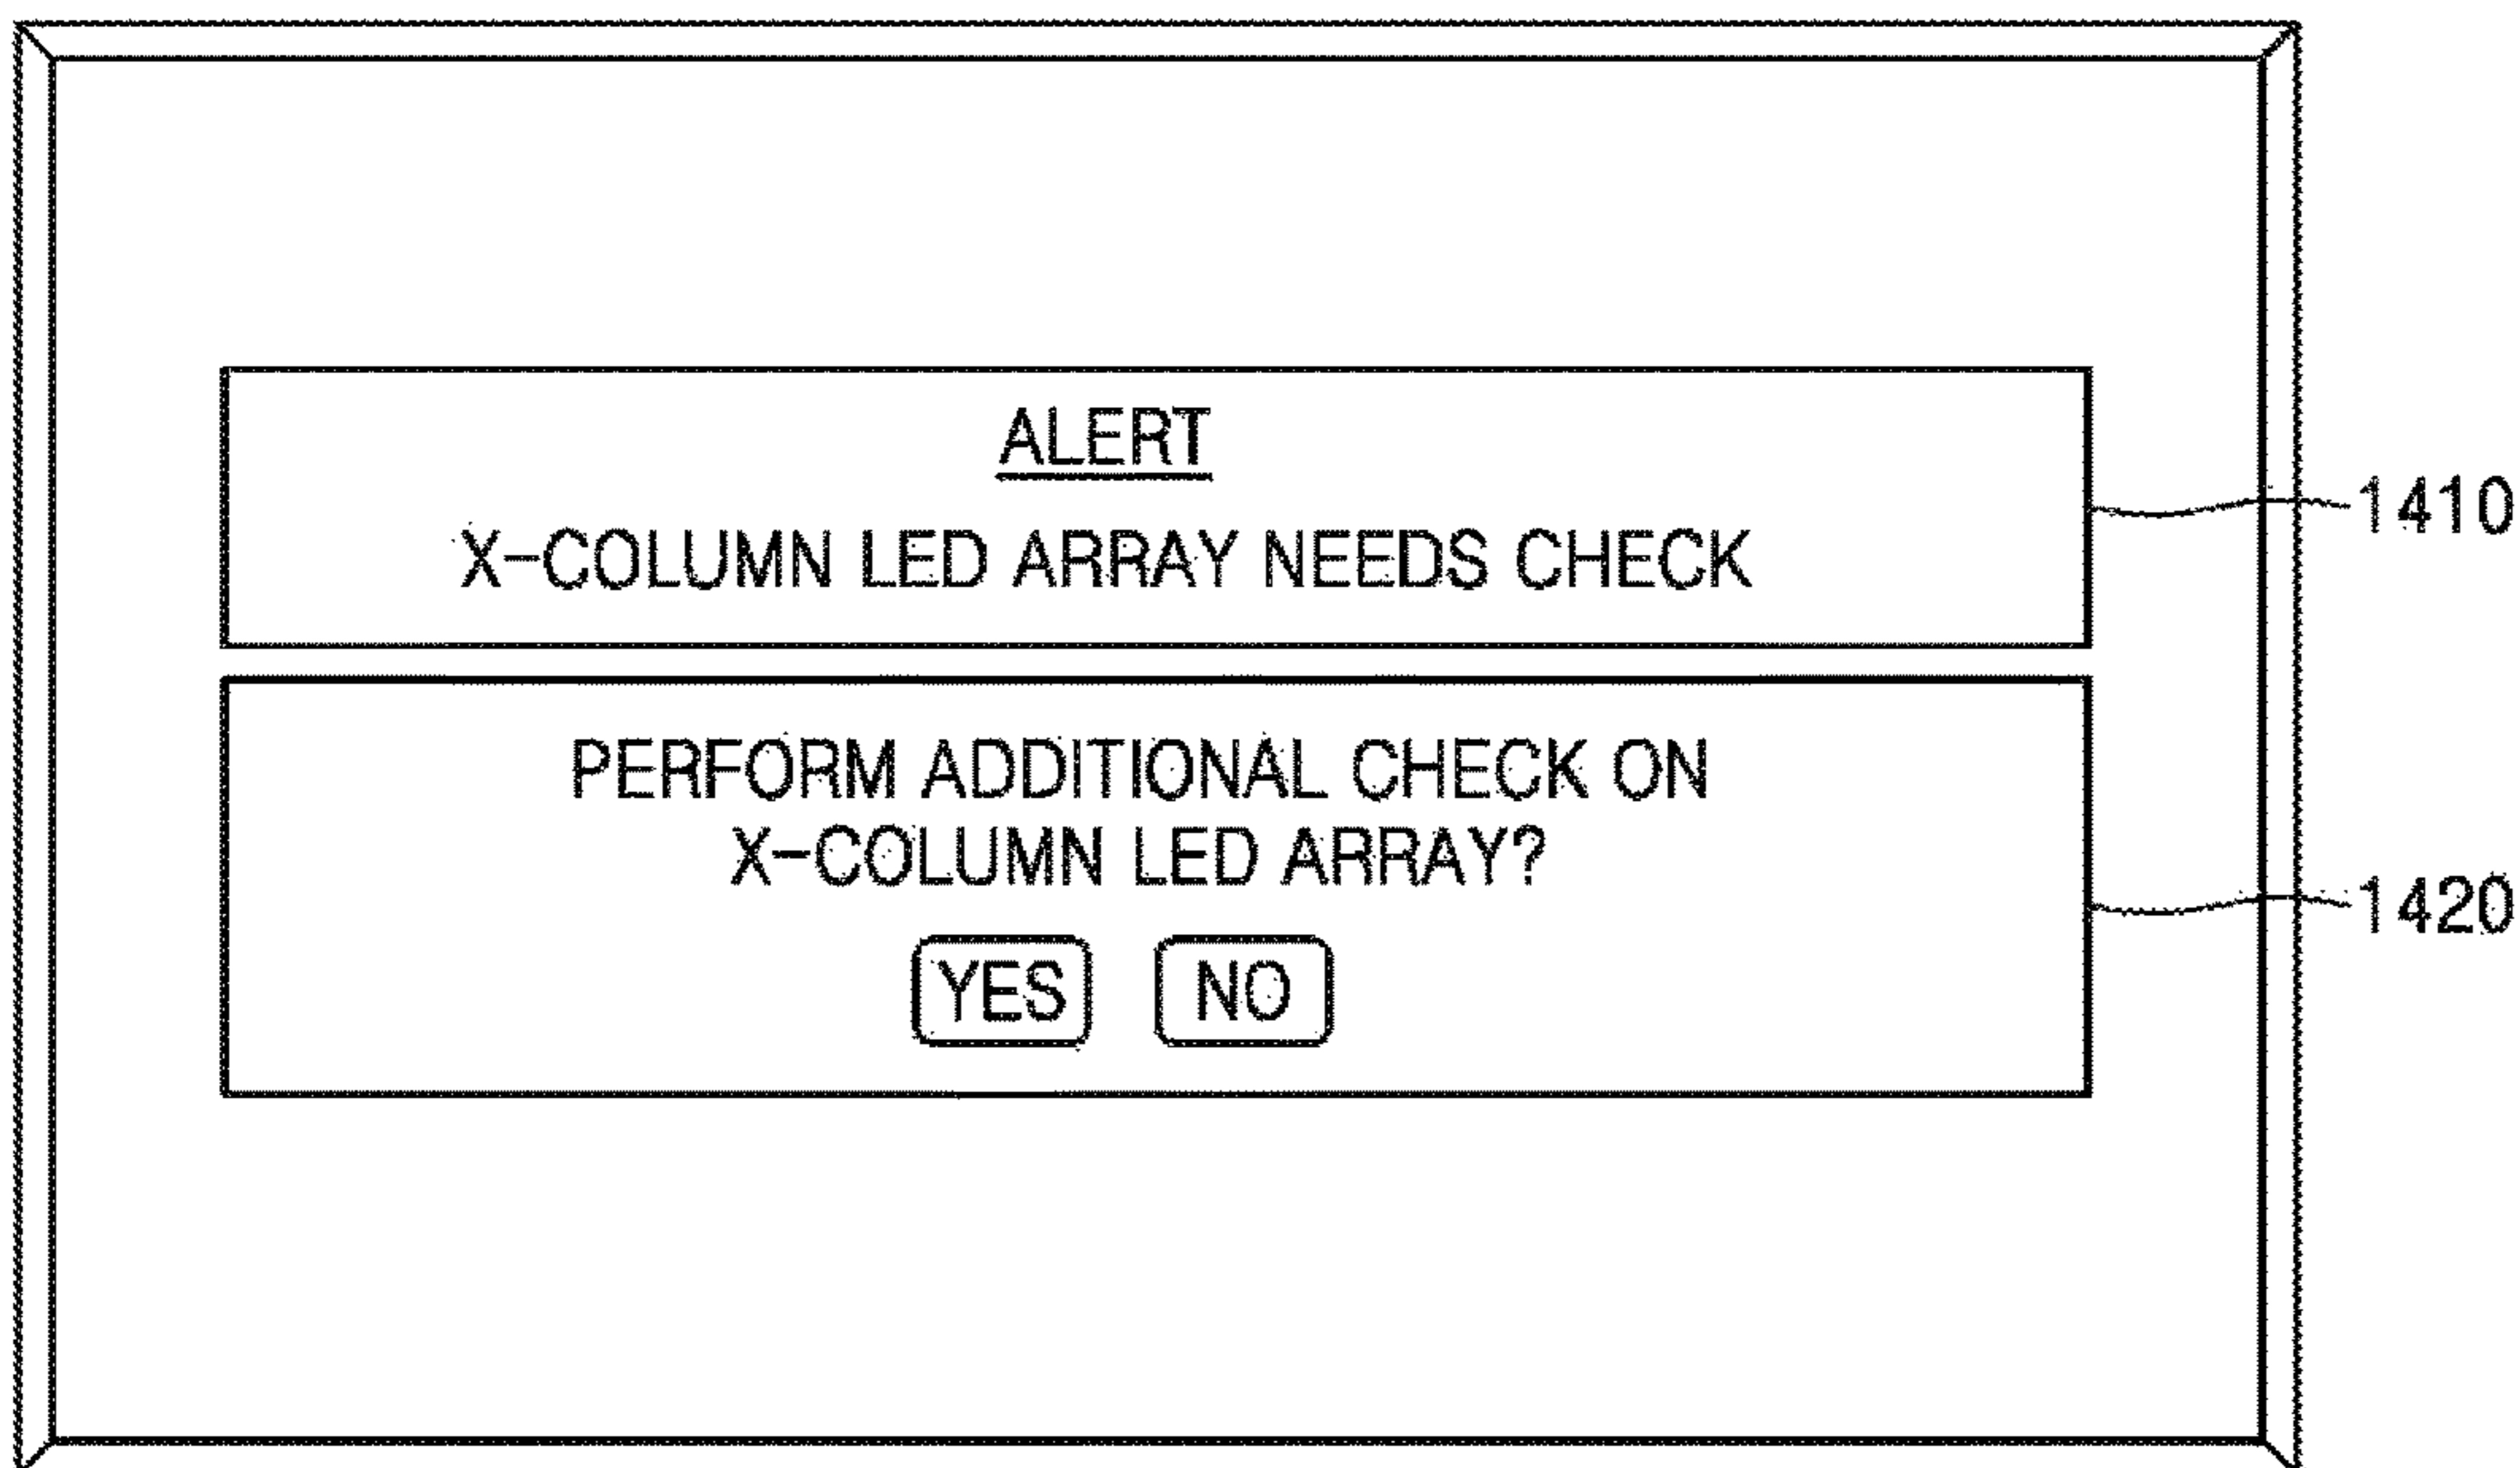 ALERT
X-COLUMN LED ARRAY NEEDS CHECK
1410
PERFORM ADDITIONAL CHECK ON
X-COLUMN LED ARRAY?
1420
YES NO